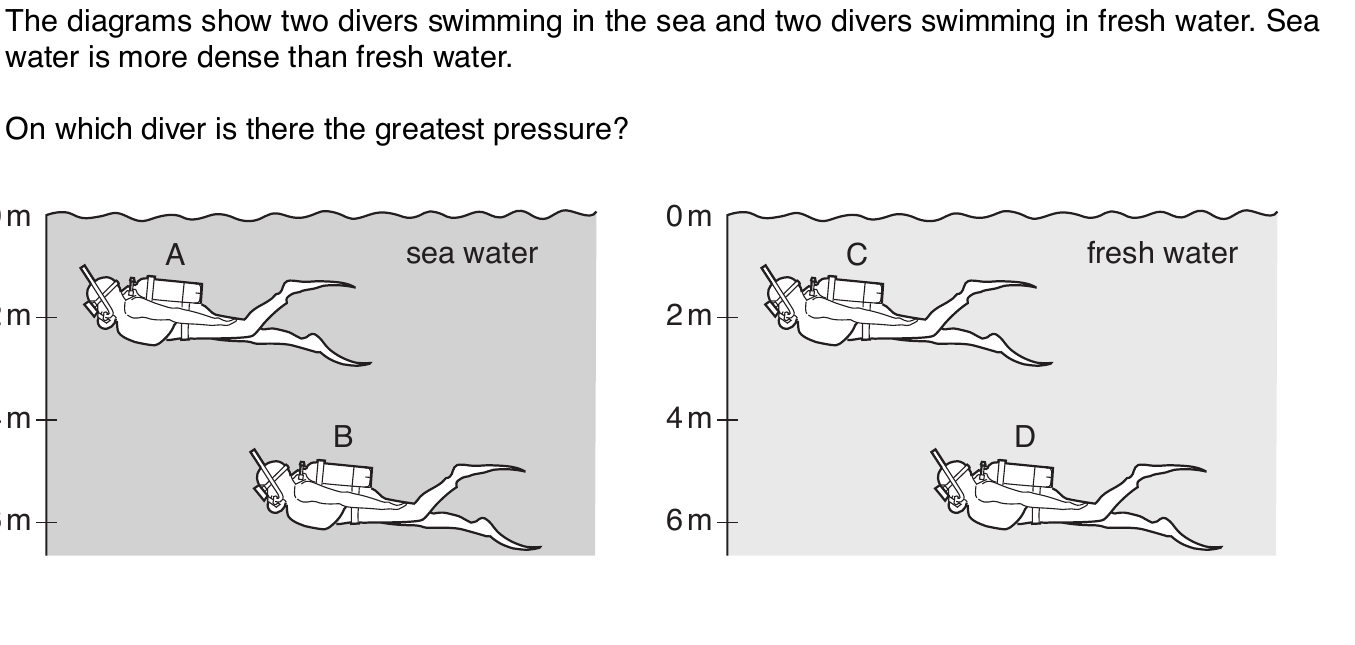 The diagrams show two divers swimming in the sea and two divers swimming in fresh water. Sea
water is more dense than fresh water.
On which diver is there the greatest pressure?
m
A
sea water
m
m
B
m
0 m
C
fresh water
2 m
4 m
D
6 m